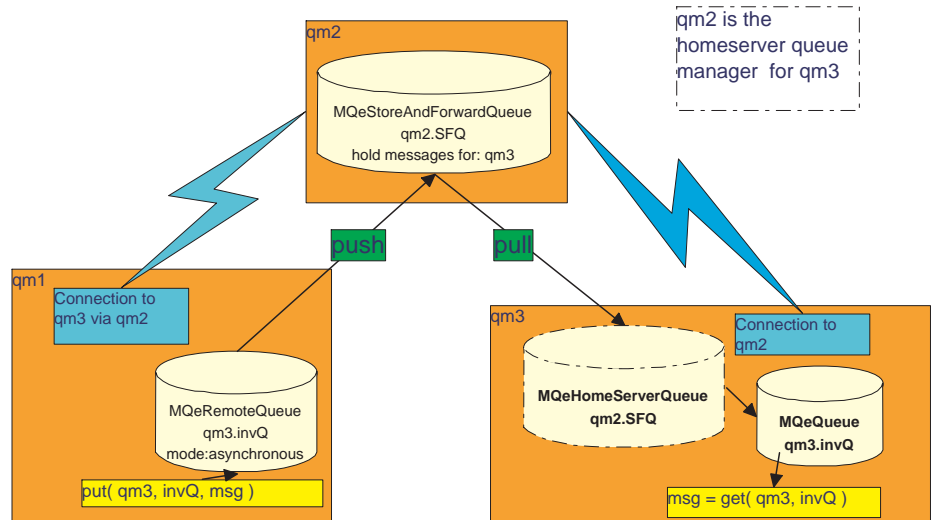 qm2
MQeStoreAndForwardQueue
qm2.SFQ
hold messages for: qm3
qm2 is the
homeserver queue
manager for qm3
push
pull
qm1
Connection to
qm3 via qm2
MQeRemoteQueue
qm3.invQ
mode:asynchronous
put( qm3, invQ, msg )
qm3
Connection to
qm2
MQeHomeServerQueue
qm2.SFQ
MQeQueue
qm3.invQ
msg = get( qm3, invQ )